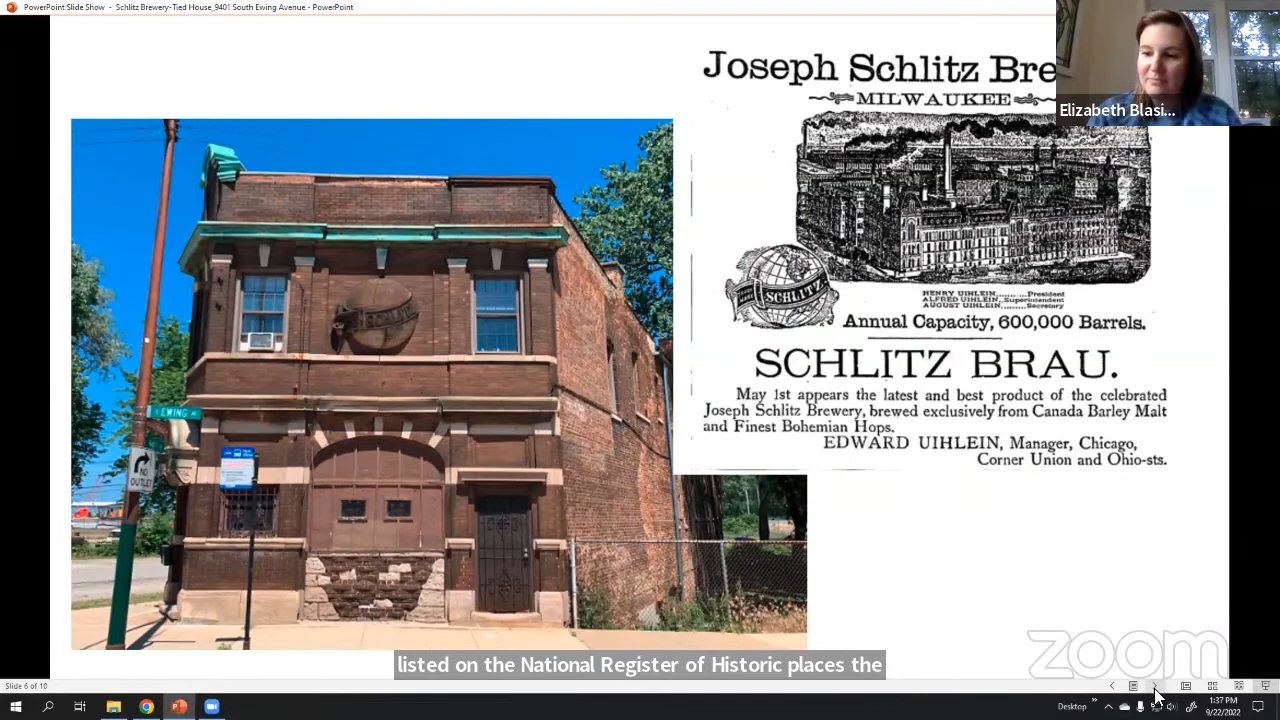 PowerPoint Slide Show - Schlitz Brewery-Tied House_9401 South Ewing Avenue - PowerPoint
Joseph Schlitz Bre
MILWAUKEE
SCHLITZ
HENRY UIHLEIN..........President
ALFRED UIHLEIN..Superintendent
AUGUST UIHLEIN..........Secretary
Annual Capacity, 600,000 Barrels.
SCHLITZ BRAU.
May 1st appears the latest and best product of the celebrated
Joseph Schlitz Brewery, brewed exclusively from Canada Barley Malt
and Finest Bohemian Hops.
EDWARD UIHLEIN, Manager, Chicago,
Corner Union and Ohio-sts.
Elizabeth Blasi...
SCHLITZ
EWING AV
NO
OUTLET
listed on the National Register of Historic places the
zoom
Slide 6 of 10
Desktop
1:37 PM
9/22/2022